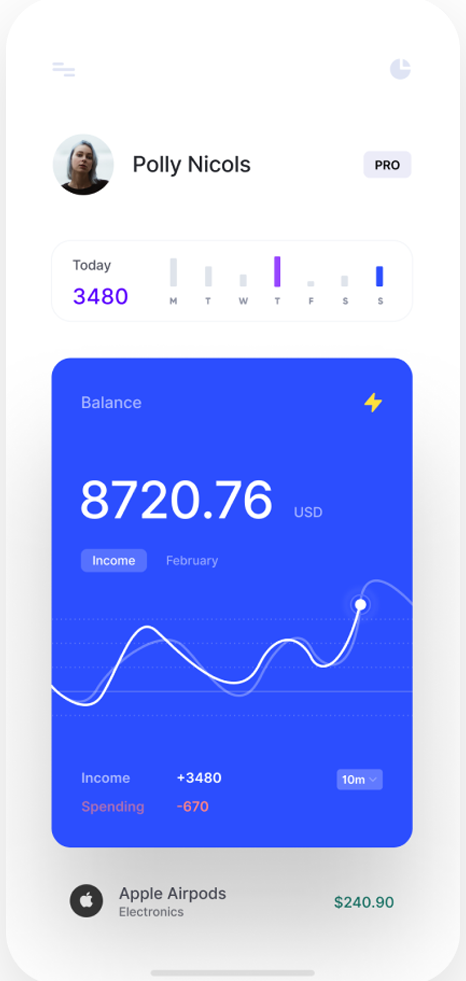 Polly Nicols
PRO
Today
3480
M T W T F S S
Balance
8720.76 USD
Income February
Income +3480 10m
Spending -670
Apple Airpods
Electronics
$240.90